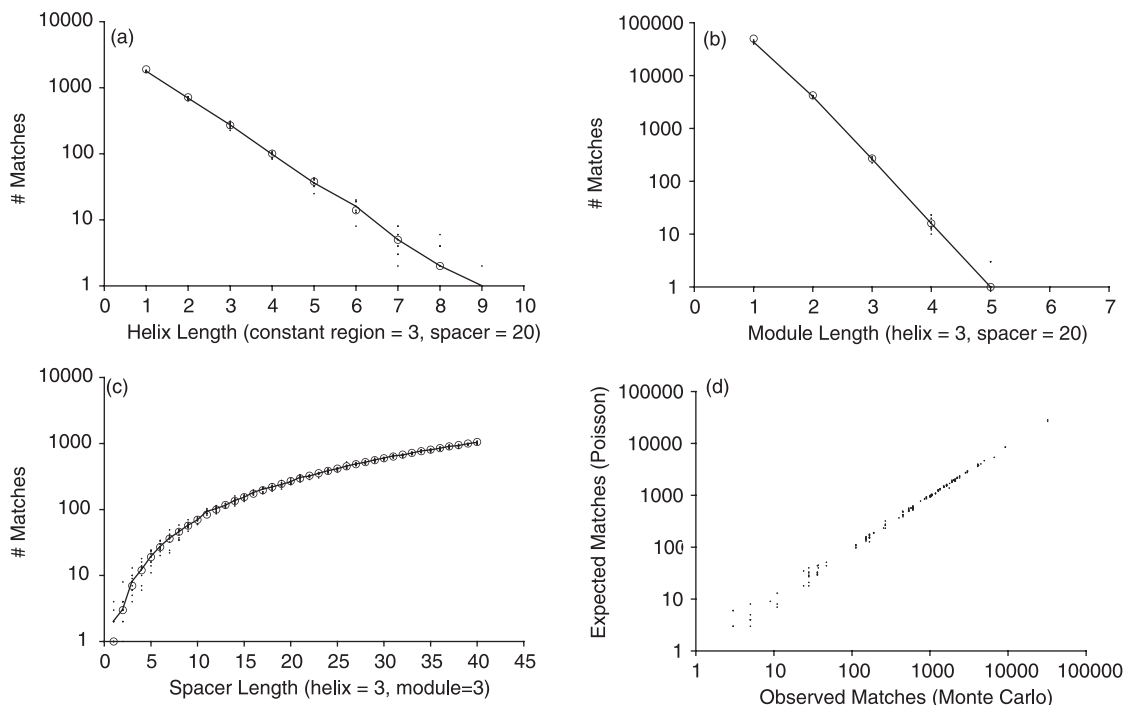 (a)
10000
1000
100
10
1
# Matches
0 1 2 3 4 5 6 7 8 9 10
Helix Length (constant region = 3, spacer = 20)
(b)
100000
10000
1000
100
10
1
# Matches
0 1 2 3 4 5 6 7
Module Length (helix = 3, spacer = 20)
(c)
10000
1000
100
10
1
# Matches
0 5 10 15 20 25 30 35 40 45
Spacer Length (helix = 3, module=3)
(d)
100000
10000
1000
100
10
1
Expected Matches (Poisson)
1 10 100 1000 10000 100000
Observed Matches (Monte Carlo)